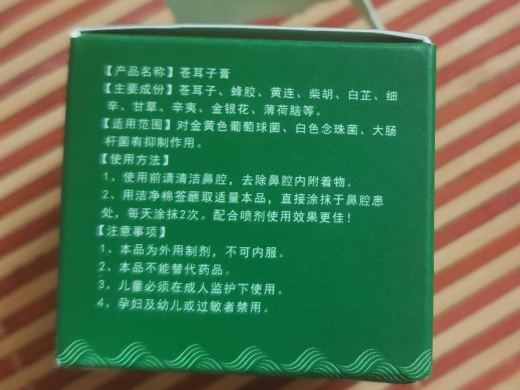 【产品名称】苍耳子膏
【主要成份】苍耳子、蜂胶、黄连、柴胡、白芷、细
辛、甘草、辛夷、金银花、薄荷脑等。
【适用范围】对金黄色葡萄球菌、白色念珠菌、大肠
杆菌有抑制作用。
【使用方法】
1、使用前请清洁鼻腔，去除鼻腔内附着物。
2、用洁净棉签蘸取适量本品，直接涂抹于鼻腔患
处，每天涂抹2次。配合喷剂使用效果更佳！
【注意事项】
1、本品为外用制剂，不可内服。
2、本品不能替代药品。
3、儿童必须在成人监护下使用。
4、孕妇及幼儿或过敏者禁用。